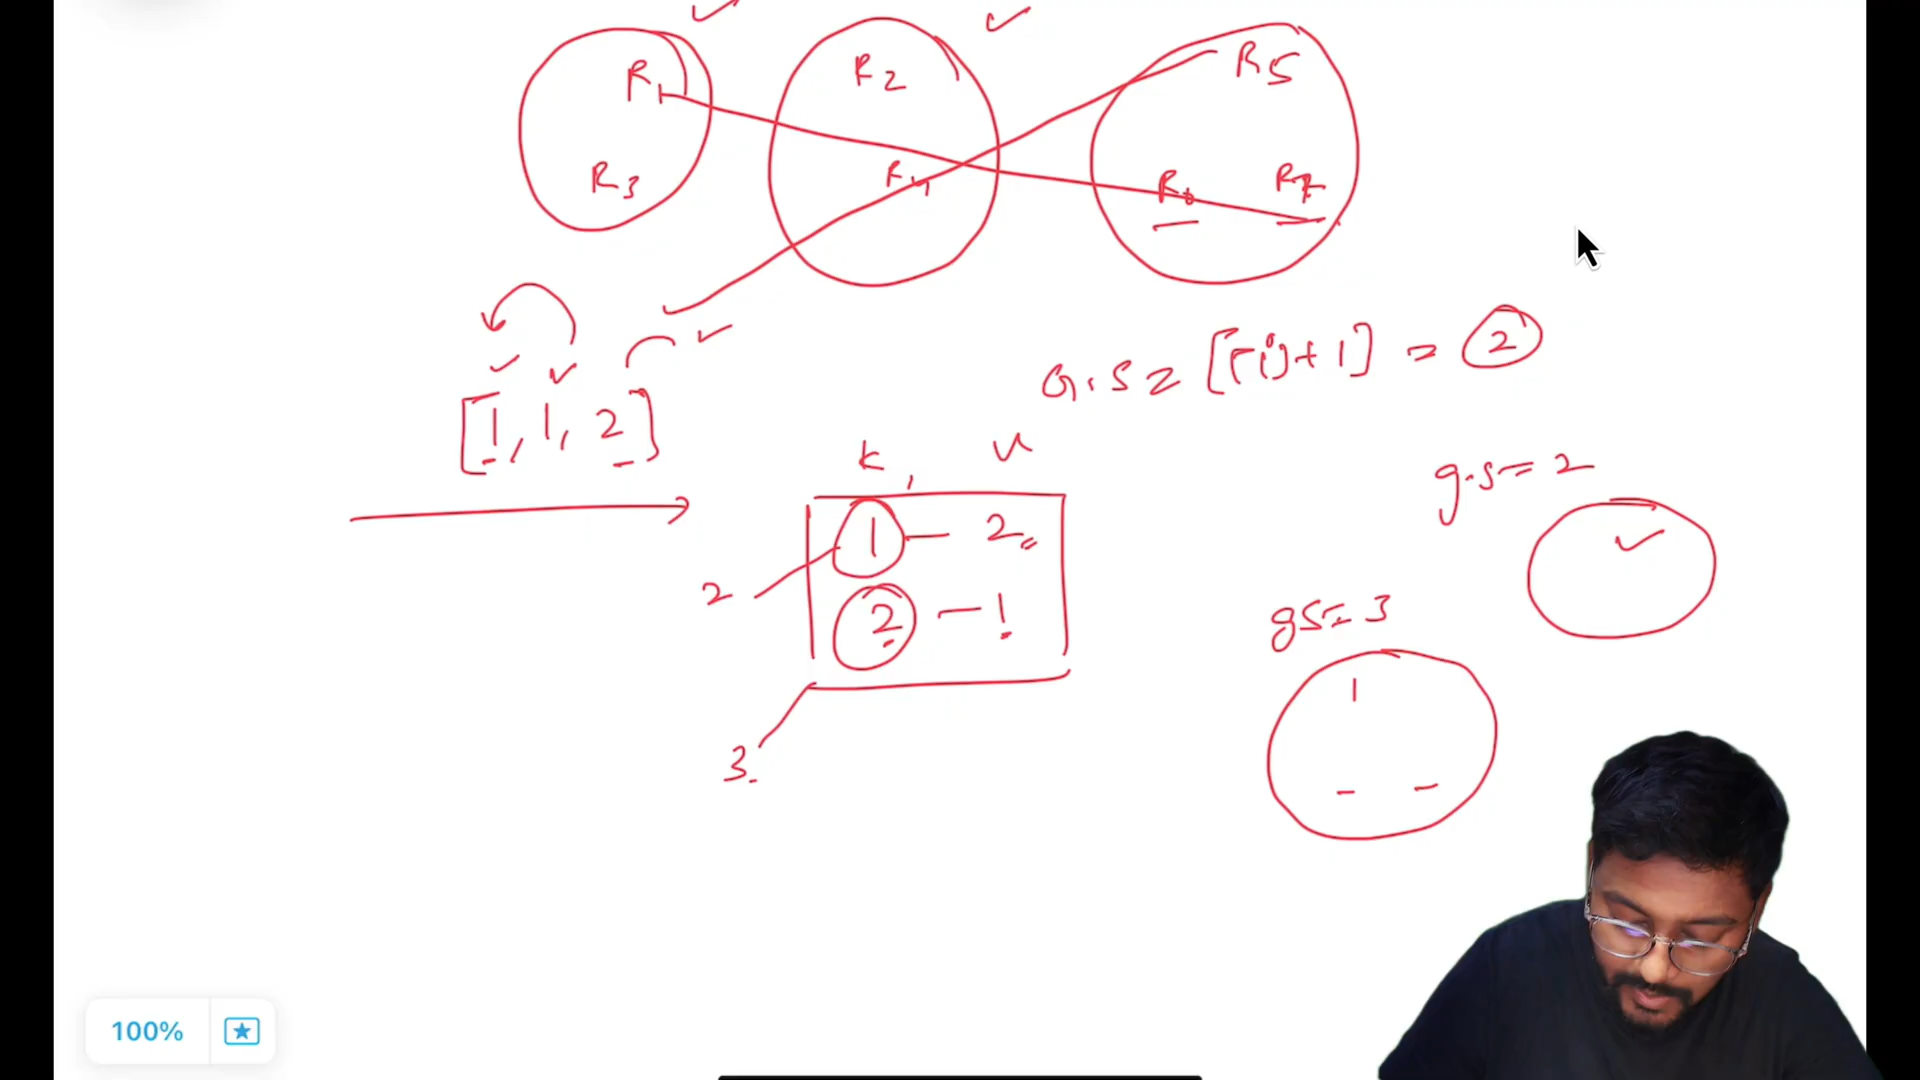 R1 R2 R5
R3 R4 R6 R7
G.S = [r[i]+1] = 2
[1, 1, 2]
k, v
g.s = 2
1 — 2
2
2 — 1
gs = 3
1
3.
100%